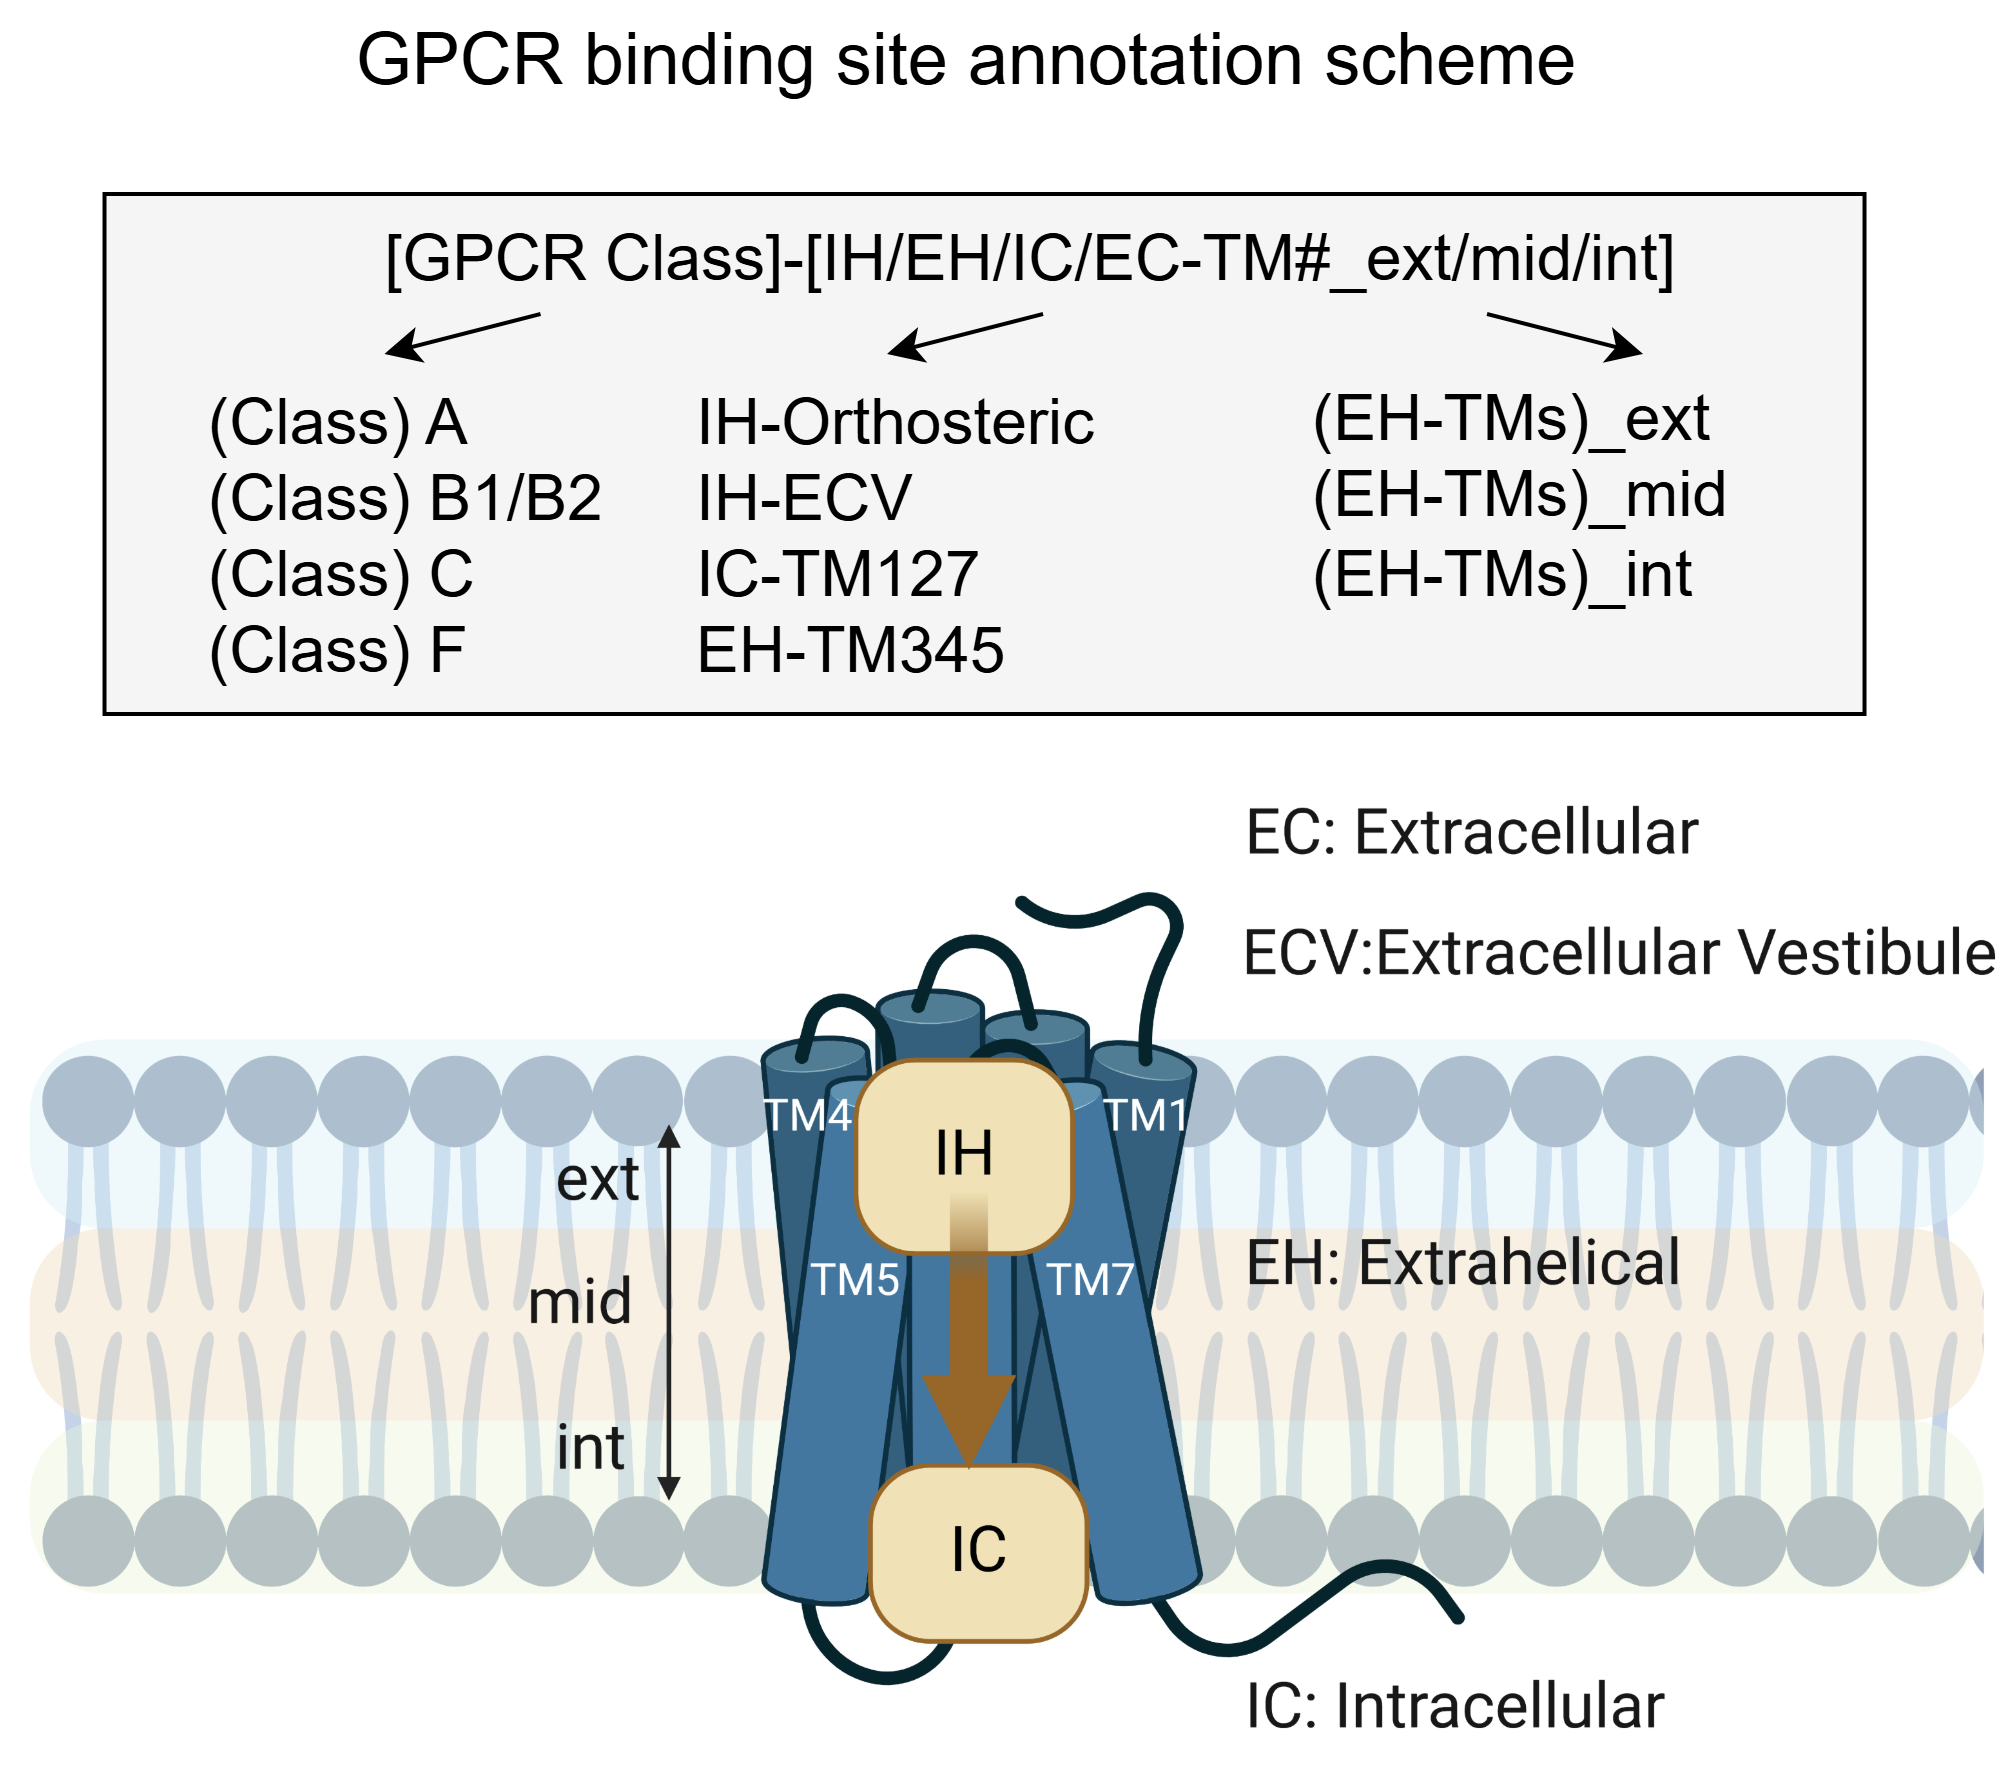 GPCR binding site annotation scheme
[GPCR Class]-[IH/EH/IC/EC-TM#_ext/mid/int]
(Class) A
(Class) B1/B2
(Class) C
(Class) F
IH-Orthosteric
IH-ECV
IC-TM127
EH-TM345
(EH-TMs)_ext
(EH-TMs)_mid
(EH-TMs)_int
EC: Extracellular
ECV:Extracellular Vestibule
TM4
TM1
IH
ext
EH: Extrahelical
TM5
TM7
mid
int
IC
IC: Intracellular